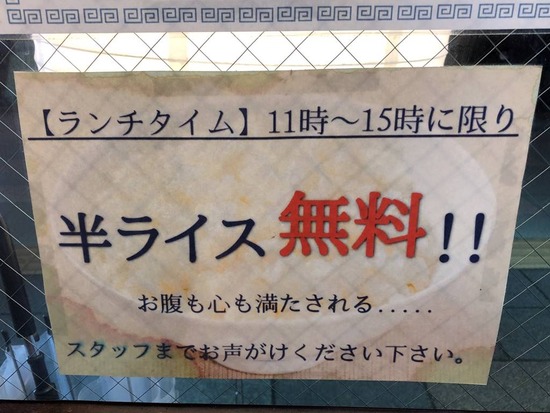 【ランチタイム】11時～15時に限り
半ライス無料!!
お腹も心も満たされる.....
スタッフまでお声がけください下さい。